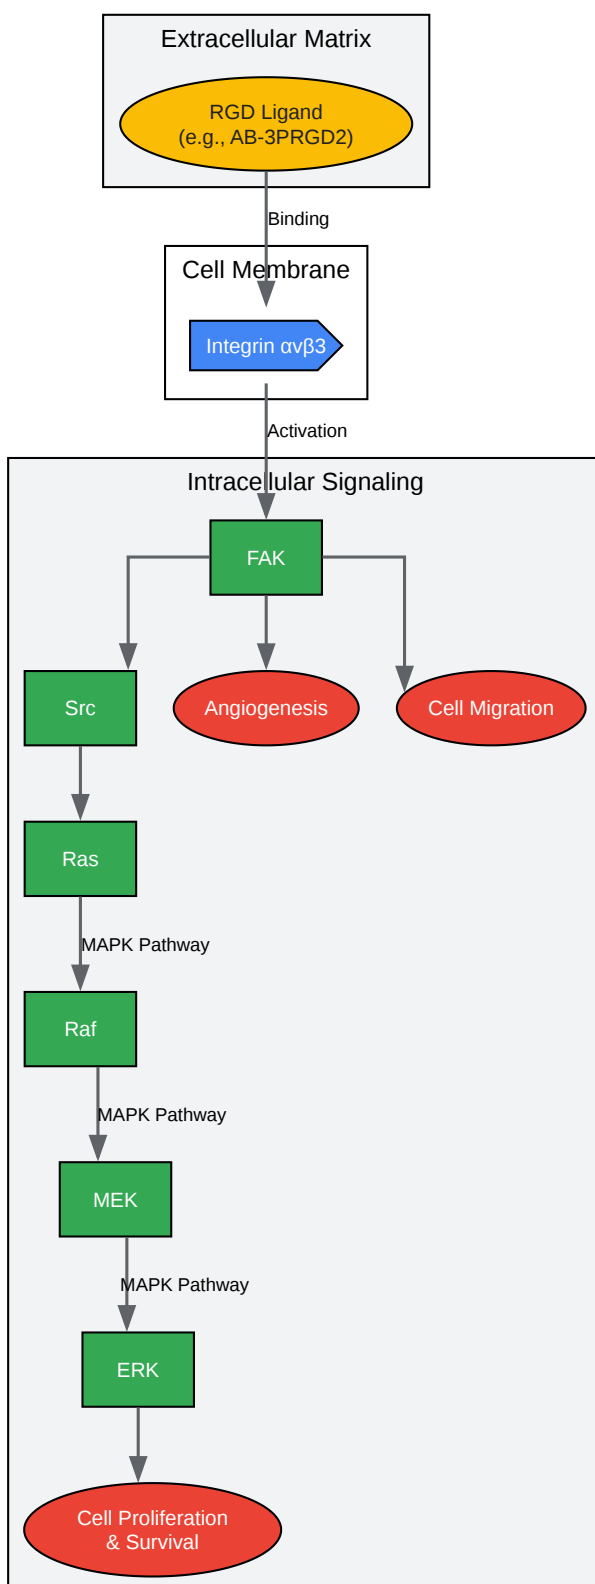 Extracellular Matrix
RGD Ligand
(e.g., AB-3PRGD2)
Binding
Cell Membrane
Integrin αvβ3
Activation
Intracellular Signaling
FAK
Src
Angiogenesis
Cell Migration
Ras
MAPK Pathway
Raf
MAPK Pathway
MEK
MAPK Pathway
ERK
Cell Proliferation
& Survival